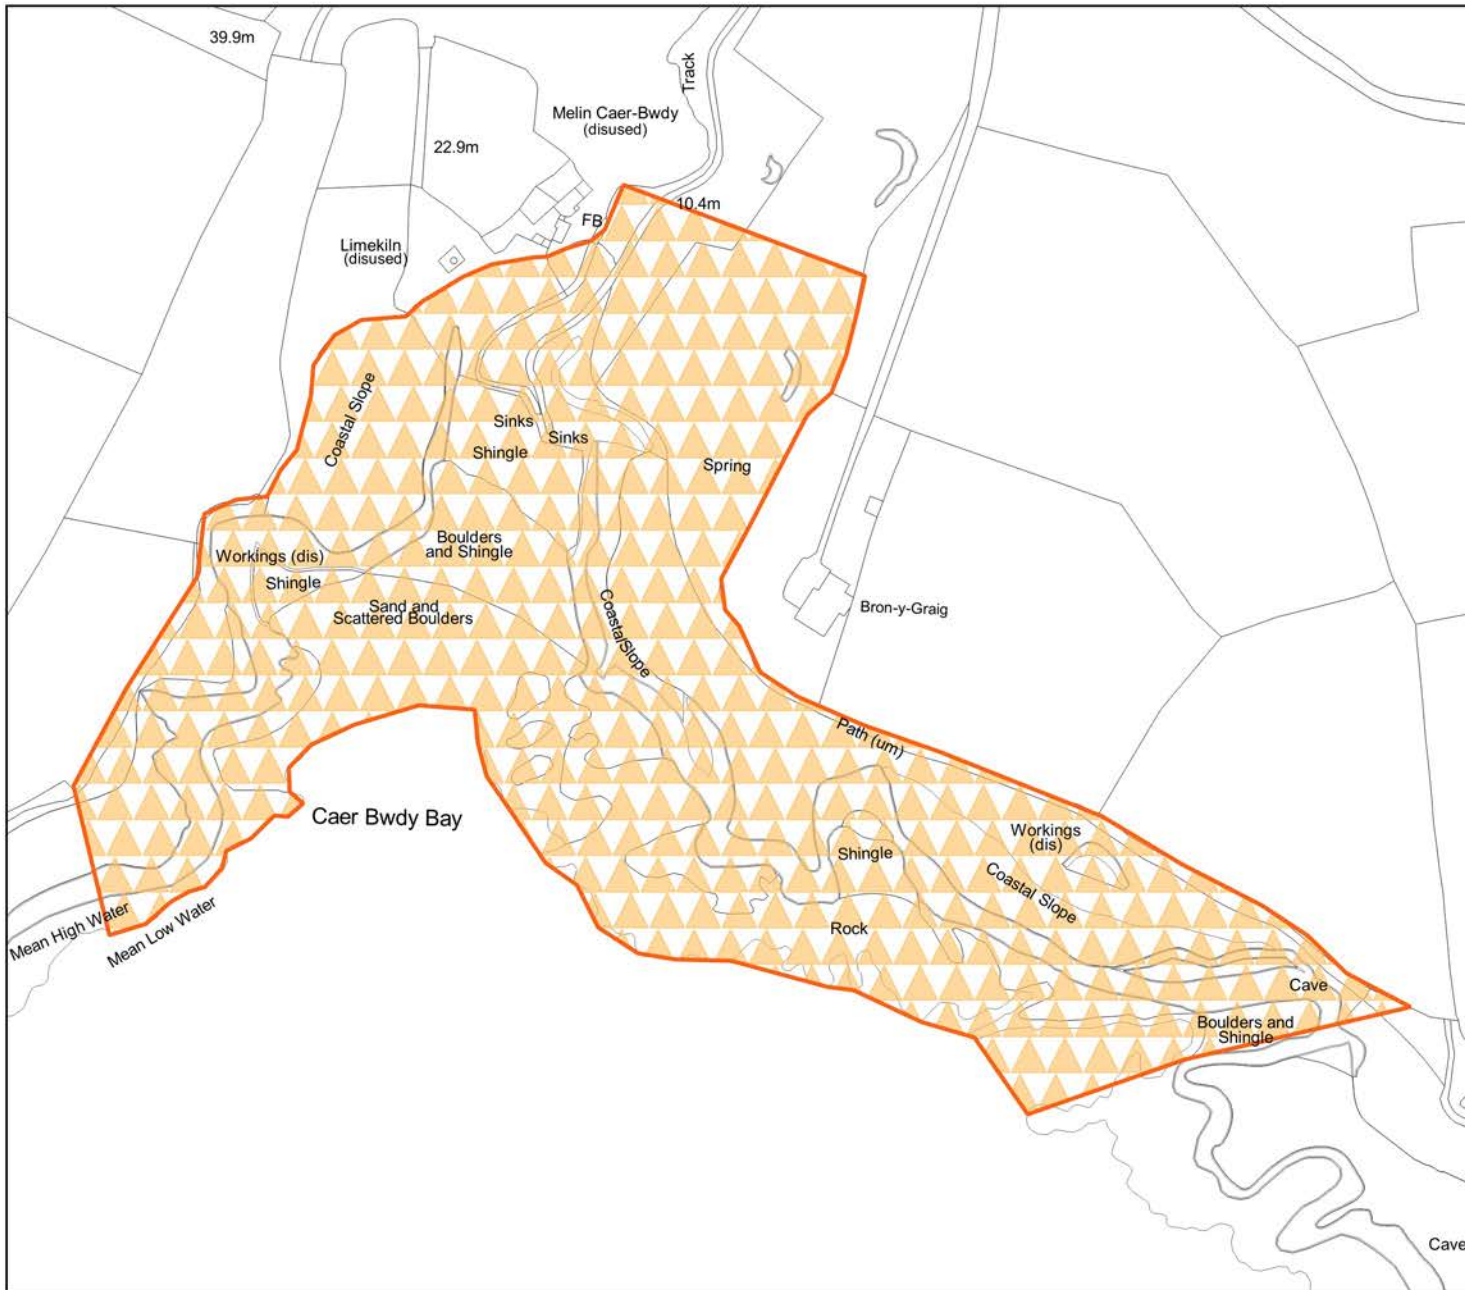 39.9m
Track
Melin Caer-Bwdy
(disused)
22.9m
10.4m
FB
Limekiln
(disused)
Coastal Slope
Sinks
Sinks
Shingle
Spring
Boulders
and Shingle
Workings (dis)
Shingle
Sand and
Scattered Boulders
Coastal Slope
Bron-y-Graig
Path (um)
Caer Bwdy Bay
Workings
(dis)
Shingle
Coastal Slope
Mean High Water
Mean Low Water
Rock
Cave
Boulders and
Shingle
Cave